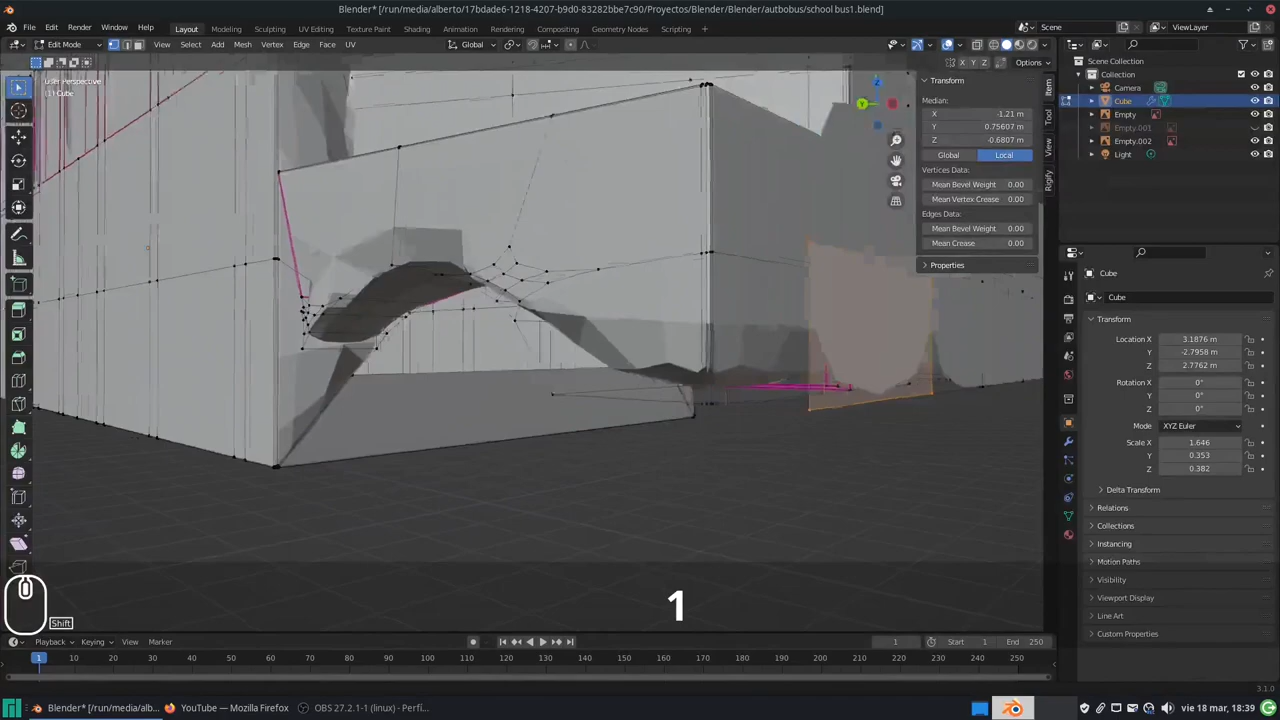 Blender* [/run/media/alberto/17bdade6-1218-4207-b9d0-83282bbe7c90/Proyectos/Blender/Blender/autbobus/school bus1.blend]
File Edit Render Window Help Layout Modeling Sculpting UV Editing Texture Paint Shading Animation Rendering Compositing Geometry Nodes Scripting Scene ViewLayer
Edit Mode View Select Add Mesh Vertex Edge Face UV Global
X Y Z Options
User Perspective
(1) Cube
Transform
Median:
X -1.21 m
Y 0.75607 m
Z -0.6807 m
Global Local
Vertices Data:
Mean Bevel Weight 0.00
Mean Vertex Crease 0.00
Edges Data:
Mean Bevel Weight 0.00
Mean Crease 0.00
Properties
Item
Tool
View
Rigify
Scene Collection
Collection
Camera
Cube
Empty
Empty.001
Empty.002
Light
Cube
Cube
Transform
Location X 3.1876 m
Y -2.7958 m
Z 2.7762 m
Rotation X 0°
Y 0°
Z 0°
Mode XYZ Euler
Scale X 1.646
Y 0.353
Z 0.382
Delta Transform
Relations
Collections
Instancing
Motion Paths
Visibility
Viewport Display
Line Art
Custom Properties
1
Shift
Playback Keying View Marker 1 Start 1 End 250
1 10 20 30 40 50 60 70 80 90 100 110 120 130 140 150 160 170 180 190 200 210 220 230 240 250
3.1.0
Blender* [/run/media/alb... YouTube — Mozilla Firefox OBS 27.2.1-1 (linux) - Perfi... vie 18 mar, 18:39